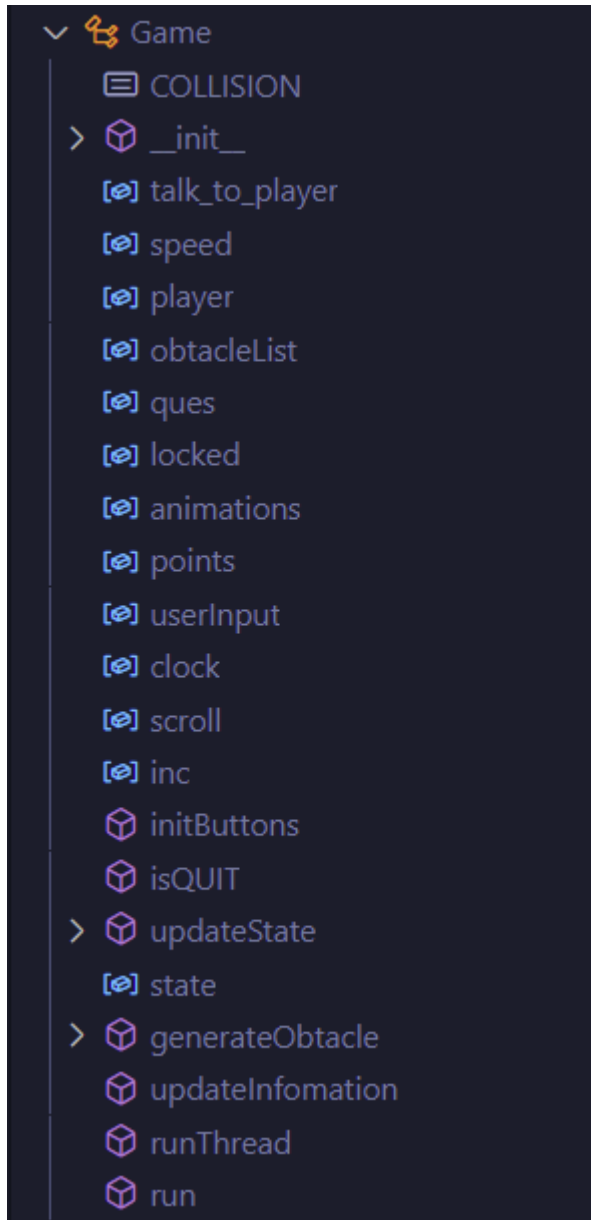 Game
COLLISION
__init__
talk_to_player
speed
player
obtacleList
ques
locked
animations
points
userInput
clock
scroll
inc
initButtons
isQUIT
updateState
state
generateObtacle
updateInfomation
runThread
run